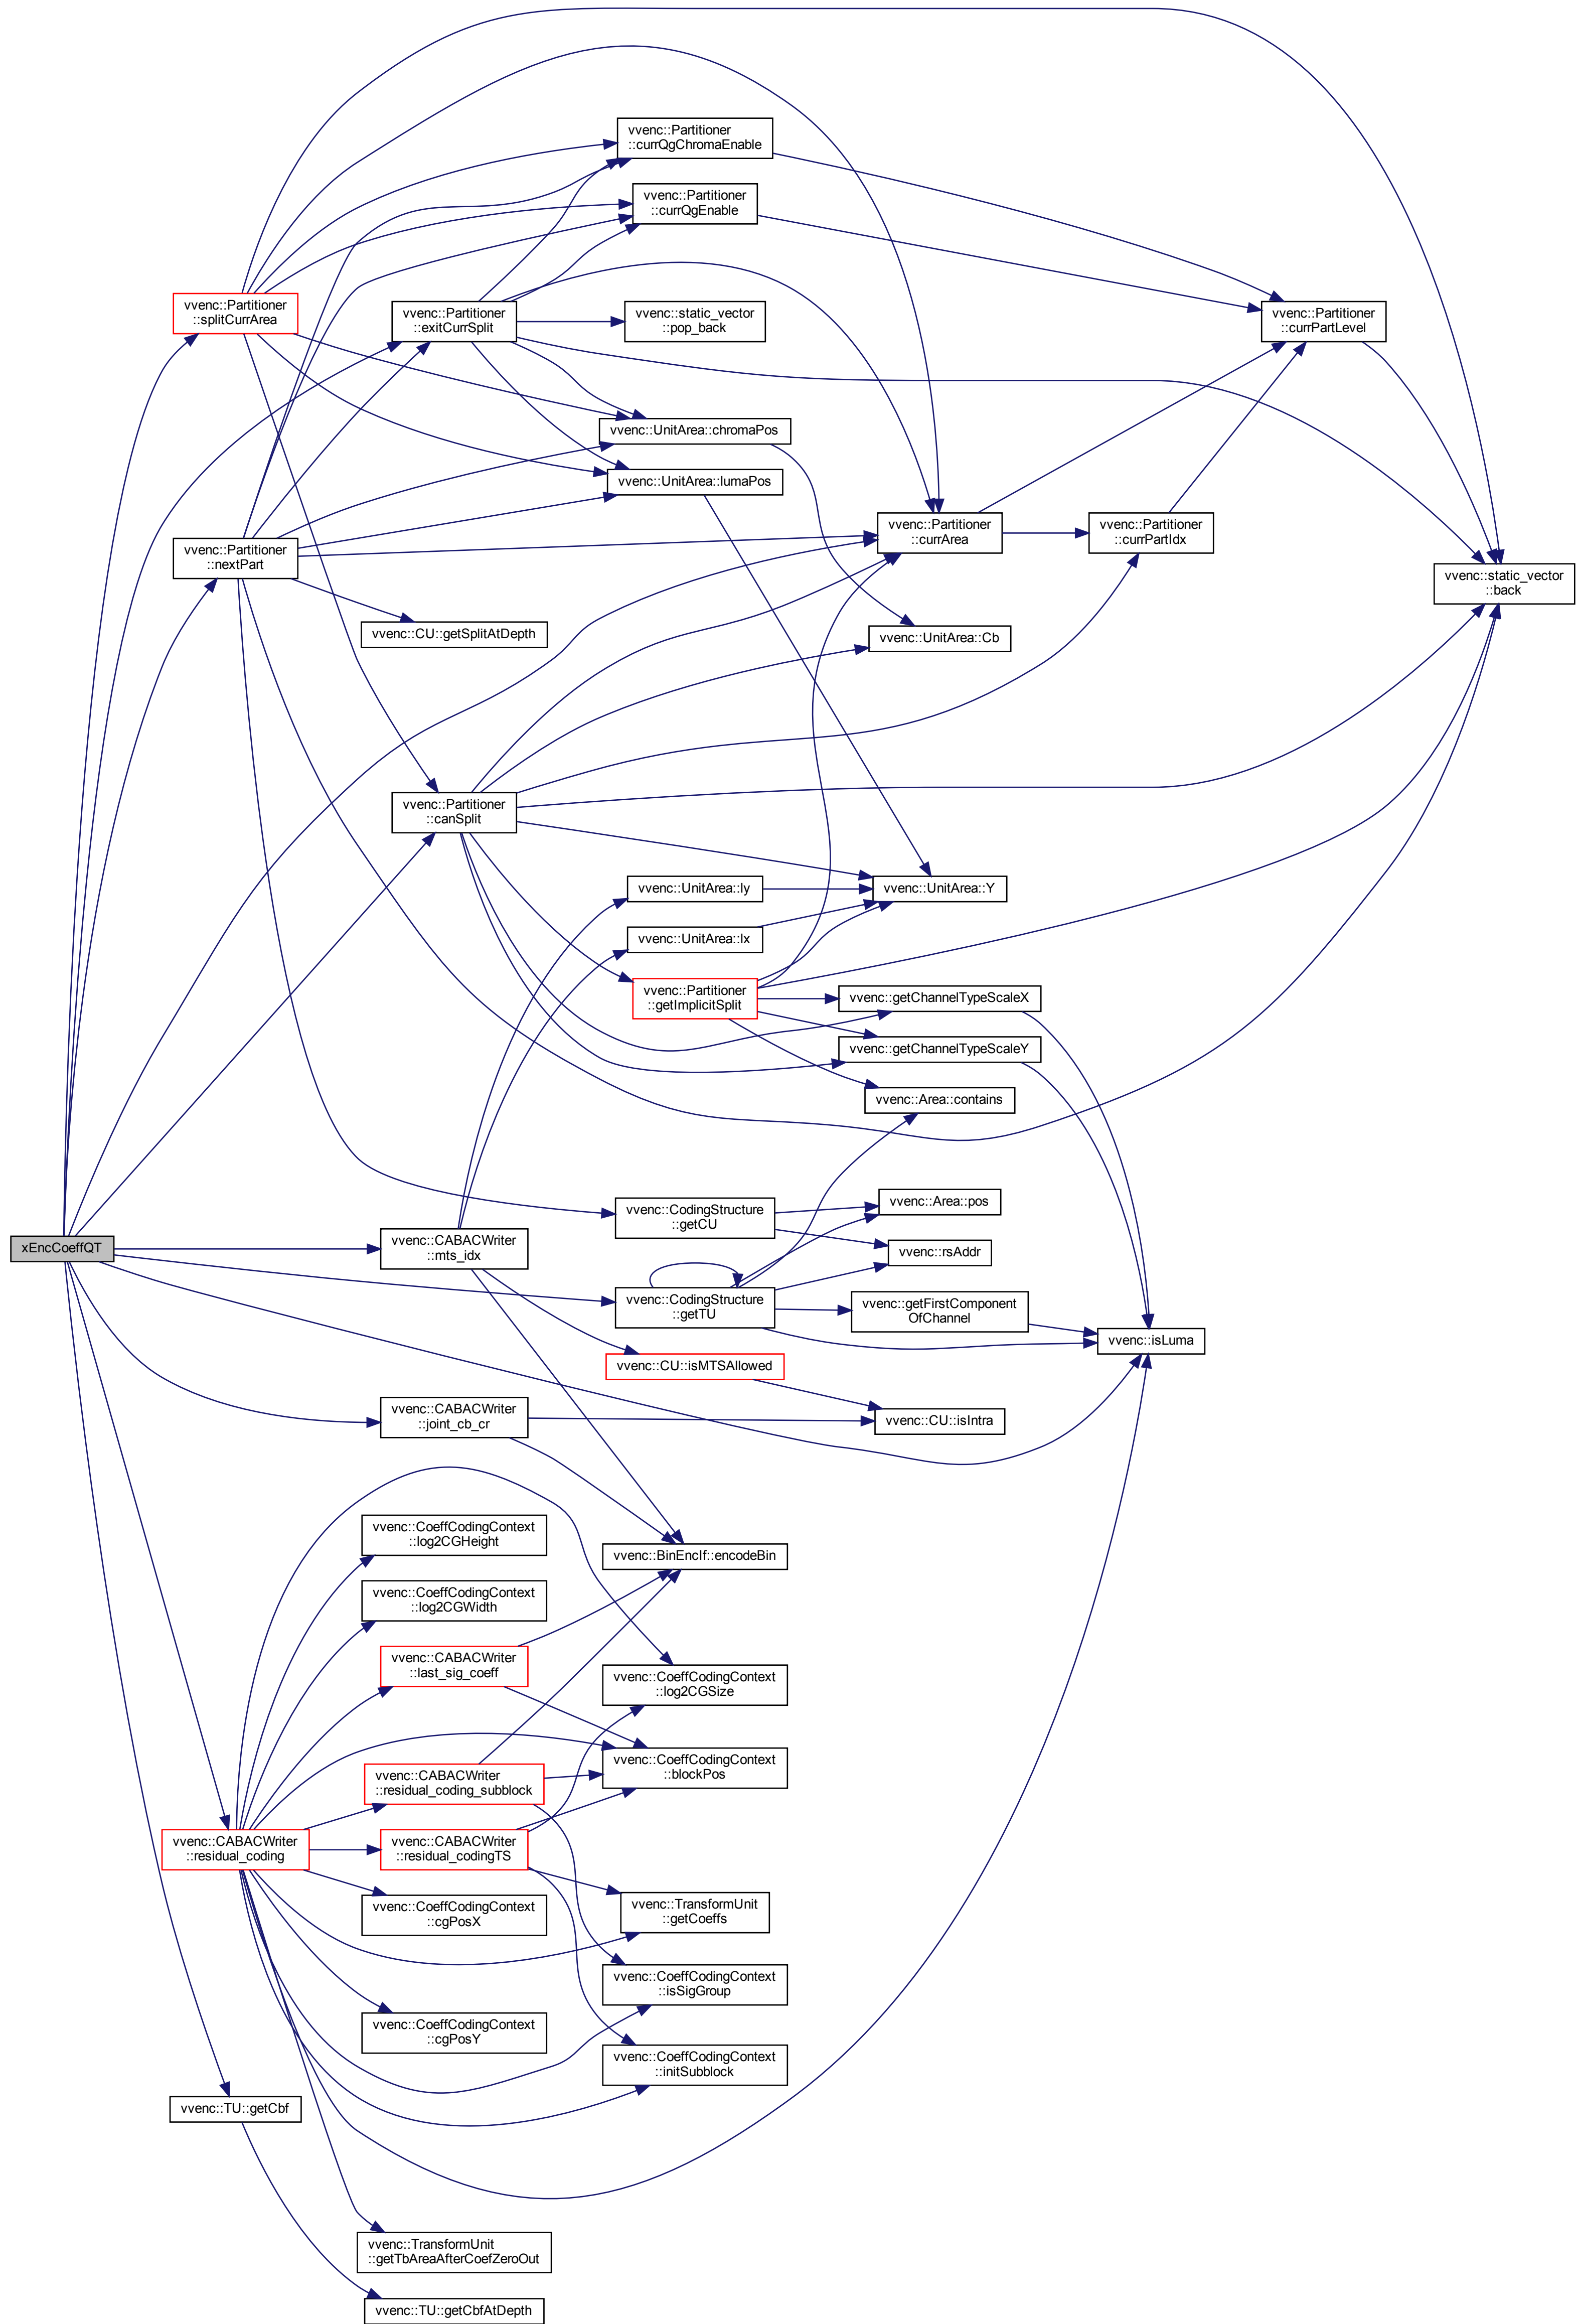 vvenc::Partitioner
::currQgChromaEnable
vvenc::Partitioner
::currQgEnable
vvenc::Partitioner
::splitCurrArea
vvenc::Partitioner
::exitCurrSplit
vvenc::static_vector
::pop_back
vvenc::Partitioner
::currPartLevel
vvenc::UnitArea::chromaPos
vvenc::UnitArea::lumaPos
vvenc::Partitioner
::nextPart
vvenc::Partitioner
::currArea
vvenc::Partitioner
::currPartIdx
vvenc::static_vector
::back
vvenc::CU::getSplitAtDepth
vvenc::UnitArea::Cb
vvenc::Partitioner
::canSplit
vvenc::UnitArea::ly
vvenc::UnitArea::Y
vvenc::UnitArea::lx
vvenc::Partitioner
::getImplicitSplit
vvenc::getChannelTypeScaleX
vvenc::getChannelTypeScaleY
vvenc::Area::contains
vvenc::CodingStructure
::getCU
vvenc::Area::pos
xEncCoeffQT
vvenc::CABACWriter
::mts_idx
vvenc::rsAddr
vvenc::CodingStructure
::getTU
vvenc::getFirstComponent
OfChannel
vvenc::isLuma
vvenc::CU::isMTSAllowed
vvenc::CABACWriter
::joint_cb_cr
vvenc::CU::isIntra
vvenc::CoeffCodingContext
::log2CGHeight
vvenc::BinEncIf::encodeBin
vvenc::CoeffCodingContext
::log2CGWidth
vvenc::CABACWriter
::last_sig_coeff
vvenc::CoeffCodingContext
::log2CGSize
vvenc::CABACWriter
::residual_coding_subblock
vvenc::CoeffCodingContext
::blockPos
vvenc::CABACWriter
::residual_coding
vvenc::CABACWriter
::residual_codingTS
vvenc::CoeffCodingContext
::cgPosX
vvenc::TransformUnit
::getCoeffs
vvenc::CoeffCodingContext
::isSigGroup
vvenc::CoeffCodingContext
::cgPosY
vvenc::CoeffCodingContext
::initSubblock
vvenc::TU::getCbf
vvenc::TransformUnit
::getTbAreaAfterCoefZeroOut
vvenc::TU::getCbfAtDepth